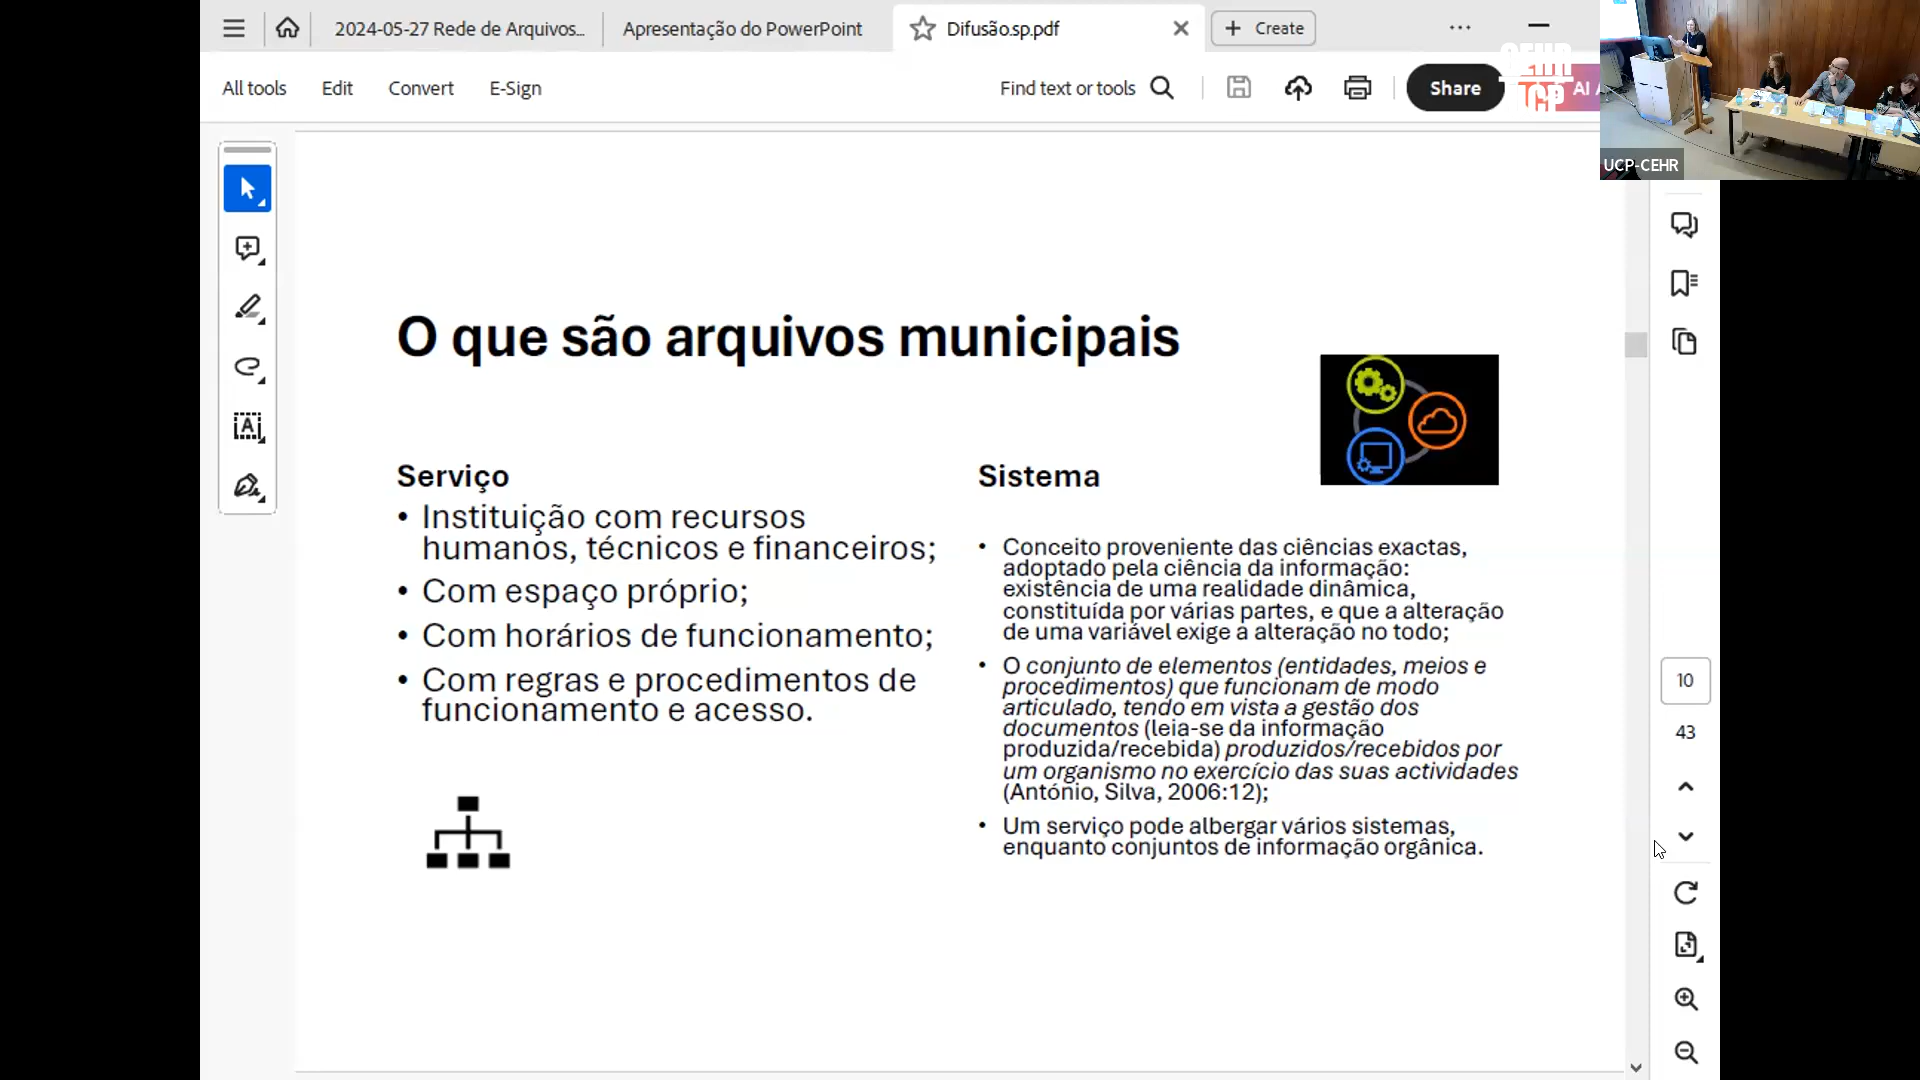 2024-05-27 Rede de Arquivos...
Apresentação do PowerPoint
Difusão.sp.pdf
Create
All tools
Edit
Convert
E-Sign
Find text or tools
Share
AI
CEHR
UCP
UCP-CEHR
O que são arquivos municipais
Serviço
• Instituição com recursos
humanos, técnicos e financeiros;
• Com espaço próprio;
• Com horários de funcionamento;
• Com regras e procedimentos de
funcionamento e acesso.
Sistema
• Conceito proveniente das ciências exactas,
adoptado pela ciência da informação:
existência de uma realidade dinâmica,
constituída por várias partes, e que a alteração
de uma variável exige a alteração no todo;
• O conjunto de elementos (entidades, meios e
procedimentos) que funcionam de modo
articulado, tendo em vista a gestão dos
documentos (leia-se da informação
produzida/recebida) produzidos/recebidos por
um organismo no exercício das suas actividades
(António, Silva, 2006:12);
• Um serviço pode albergar vários sistemas,
enquanto conjuntos de informação orgânica.
10
43